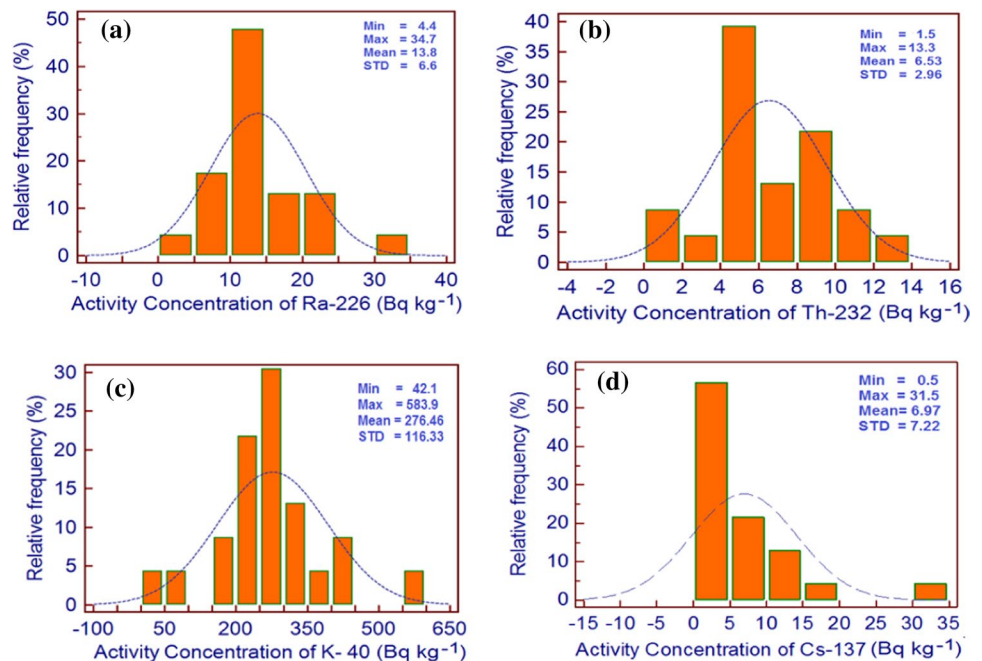 (a)
Min = 4.4
Max = 34.7
Mean = 13.8
STD = 6.6
Relative frequency (%)
50
40
30
20
10
0
-10 0 10 20 30 40
Activity Concentration of Ra-226 (Bq kg-1)
(b)
Min = 1.5
Max = 13.3
Mean = 6.53
STD = 2.96
Relative frequency (%)
40
35
30
25
20
15
10
5
0
-4 -2 0 2 4 6 8 10 12 14 16
Activity Concentration of Th-232 (Bq kg-1)
(c)
Min = 42.1
Max = 583.9
Mean = 276.46
STD = 116.33
Relative frequency (%)
30
25
20
15
10
5
0
-100 50 200 350 500 650
Activity Concentration of K- 40 (Bq kg-1)
(d)
Min = 0.5
Max = 31.5
Mean= 6.97
STD = 7.22
Relative frequency (%)
60
50
40
30
20
10
0
-15 -10 -5 0 5 10 15 20 25 30 35
Activity Concentration of Cs-137 (Bq kg-1)